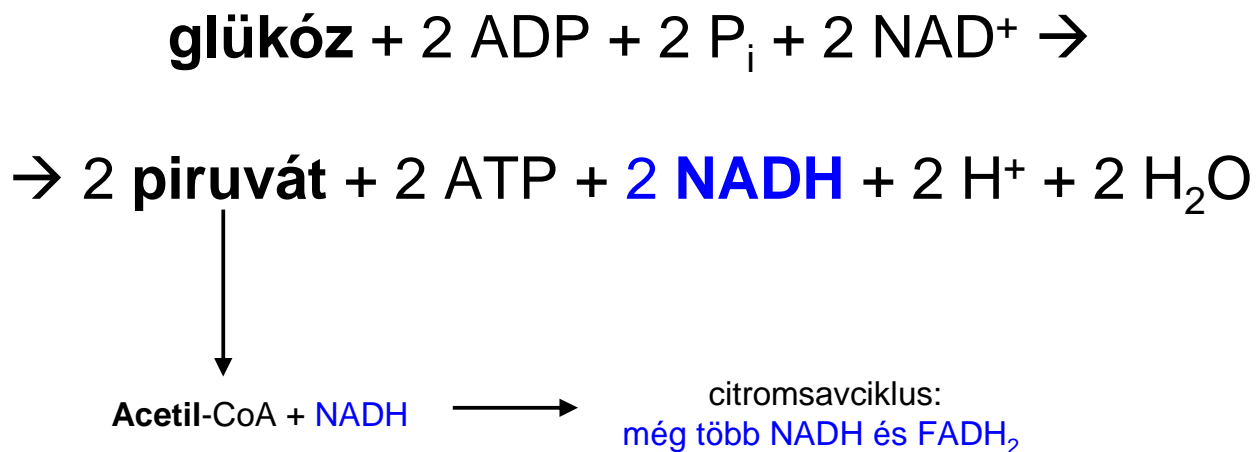 glükóz + 2 ADP + 2 Pᵢ + 2 NAD⁺ →
→ 2 piruvát + 2 ATP + 2 NADH + 2 H⁺ + 2 H₂O
Acetil-CoA + NADH
citromsavciklus:
még több NADH és FADH₂